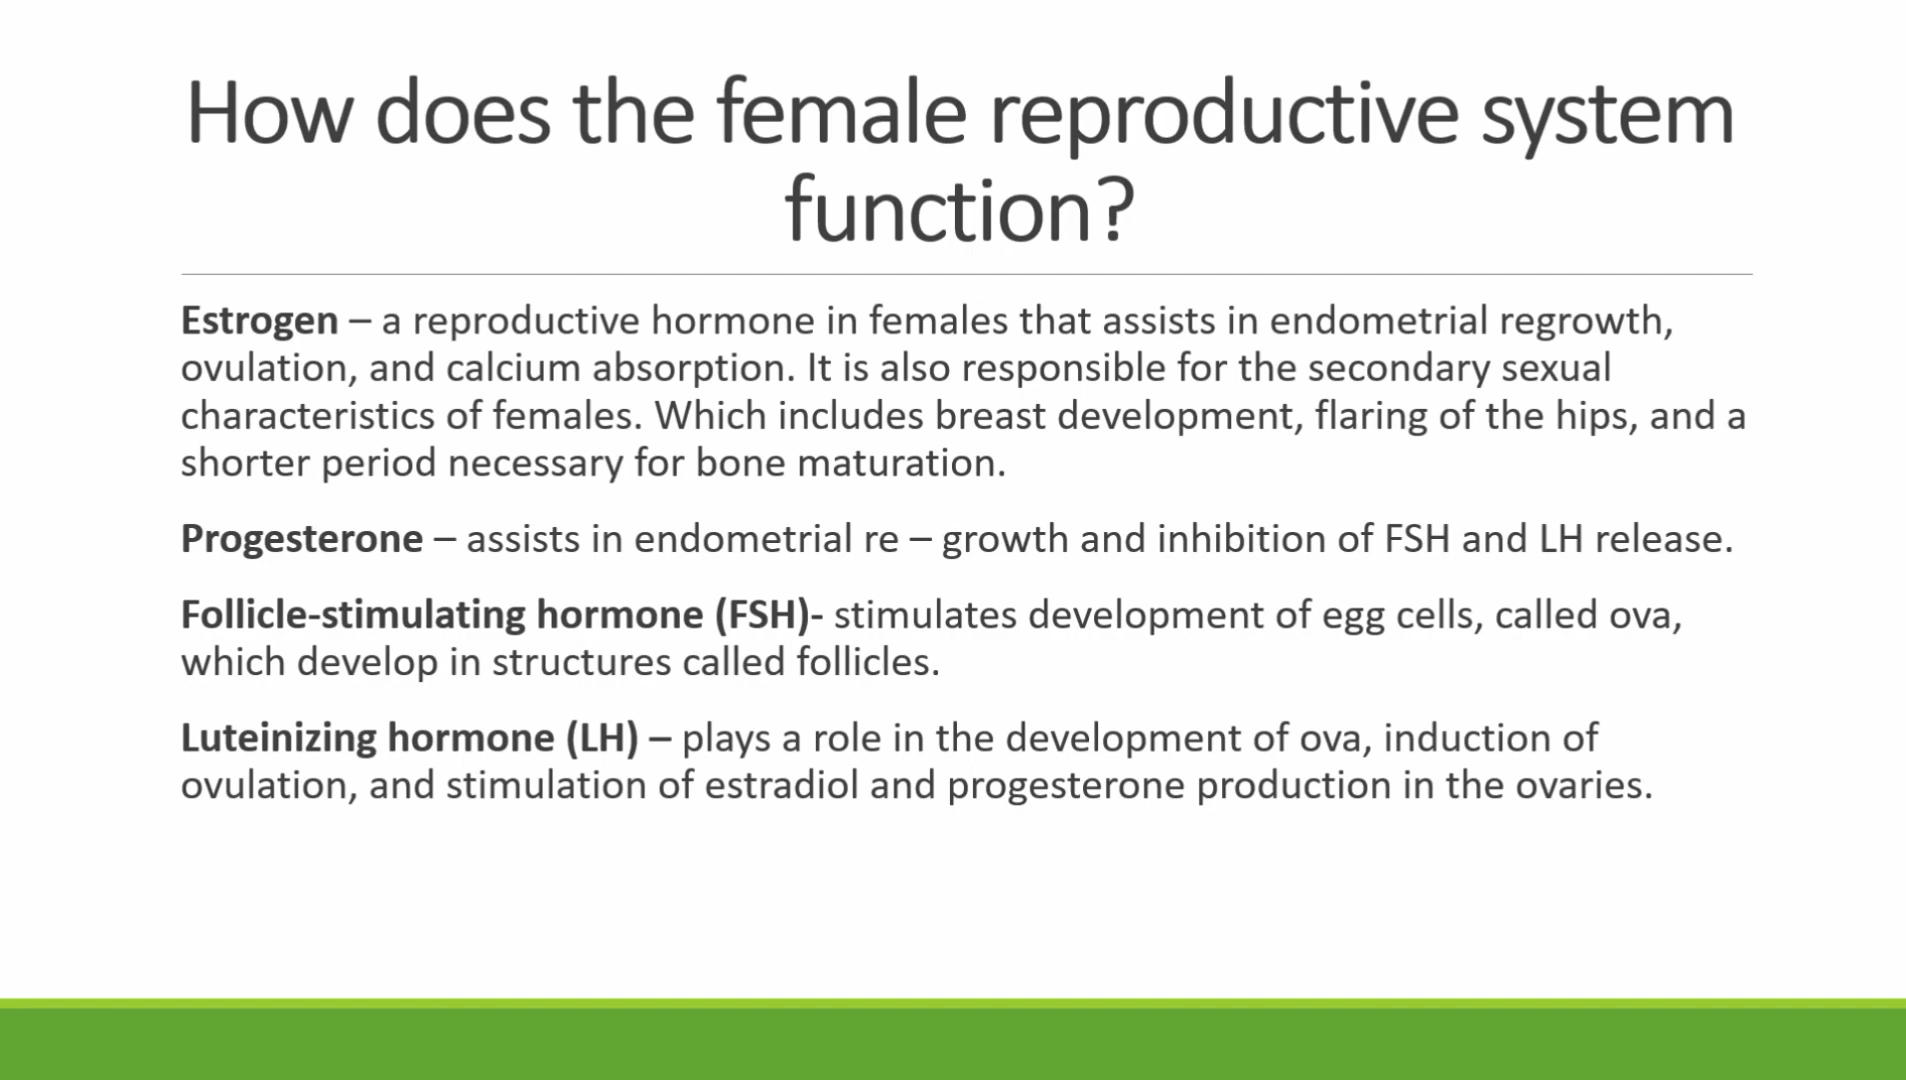 How does the female reproductive system
function?
Estrogen – a reproductive hormone in females that assists in endometrial regrowth,
ovulation, and calcium absorption. It is also responsible for the secondary sexual
characteristics of females. Which includes breast development, flaring of the hips, and a
shorter period necessary for bone maturation.
Progesterone – assists in endometrial re – growth and inhibition of FSH and LH release.
Follicle-stimulating hormone (FSH)- stimulates development of egg cells, called ova,
which develop in structures called follicles.
Luteinizing hormone (LH) – plays a role in the development of ova, induction of
ovulation, and stimulation of estradiol and progesterone production in the ovaries.